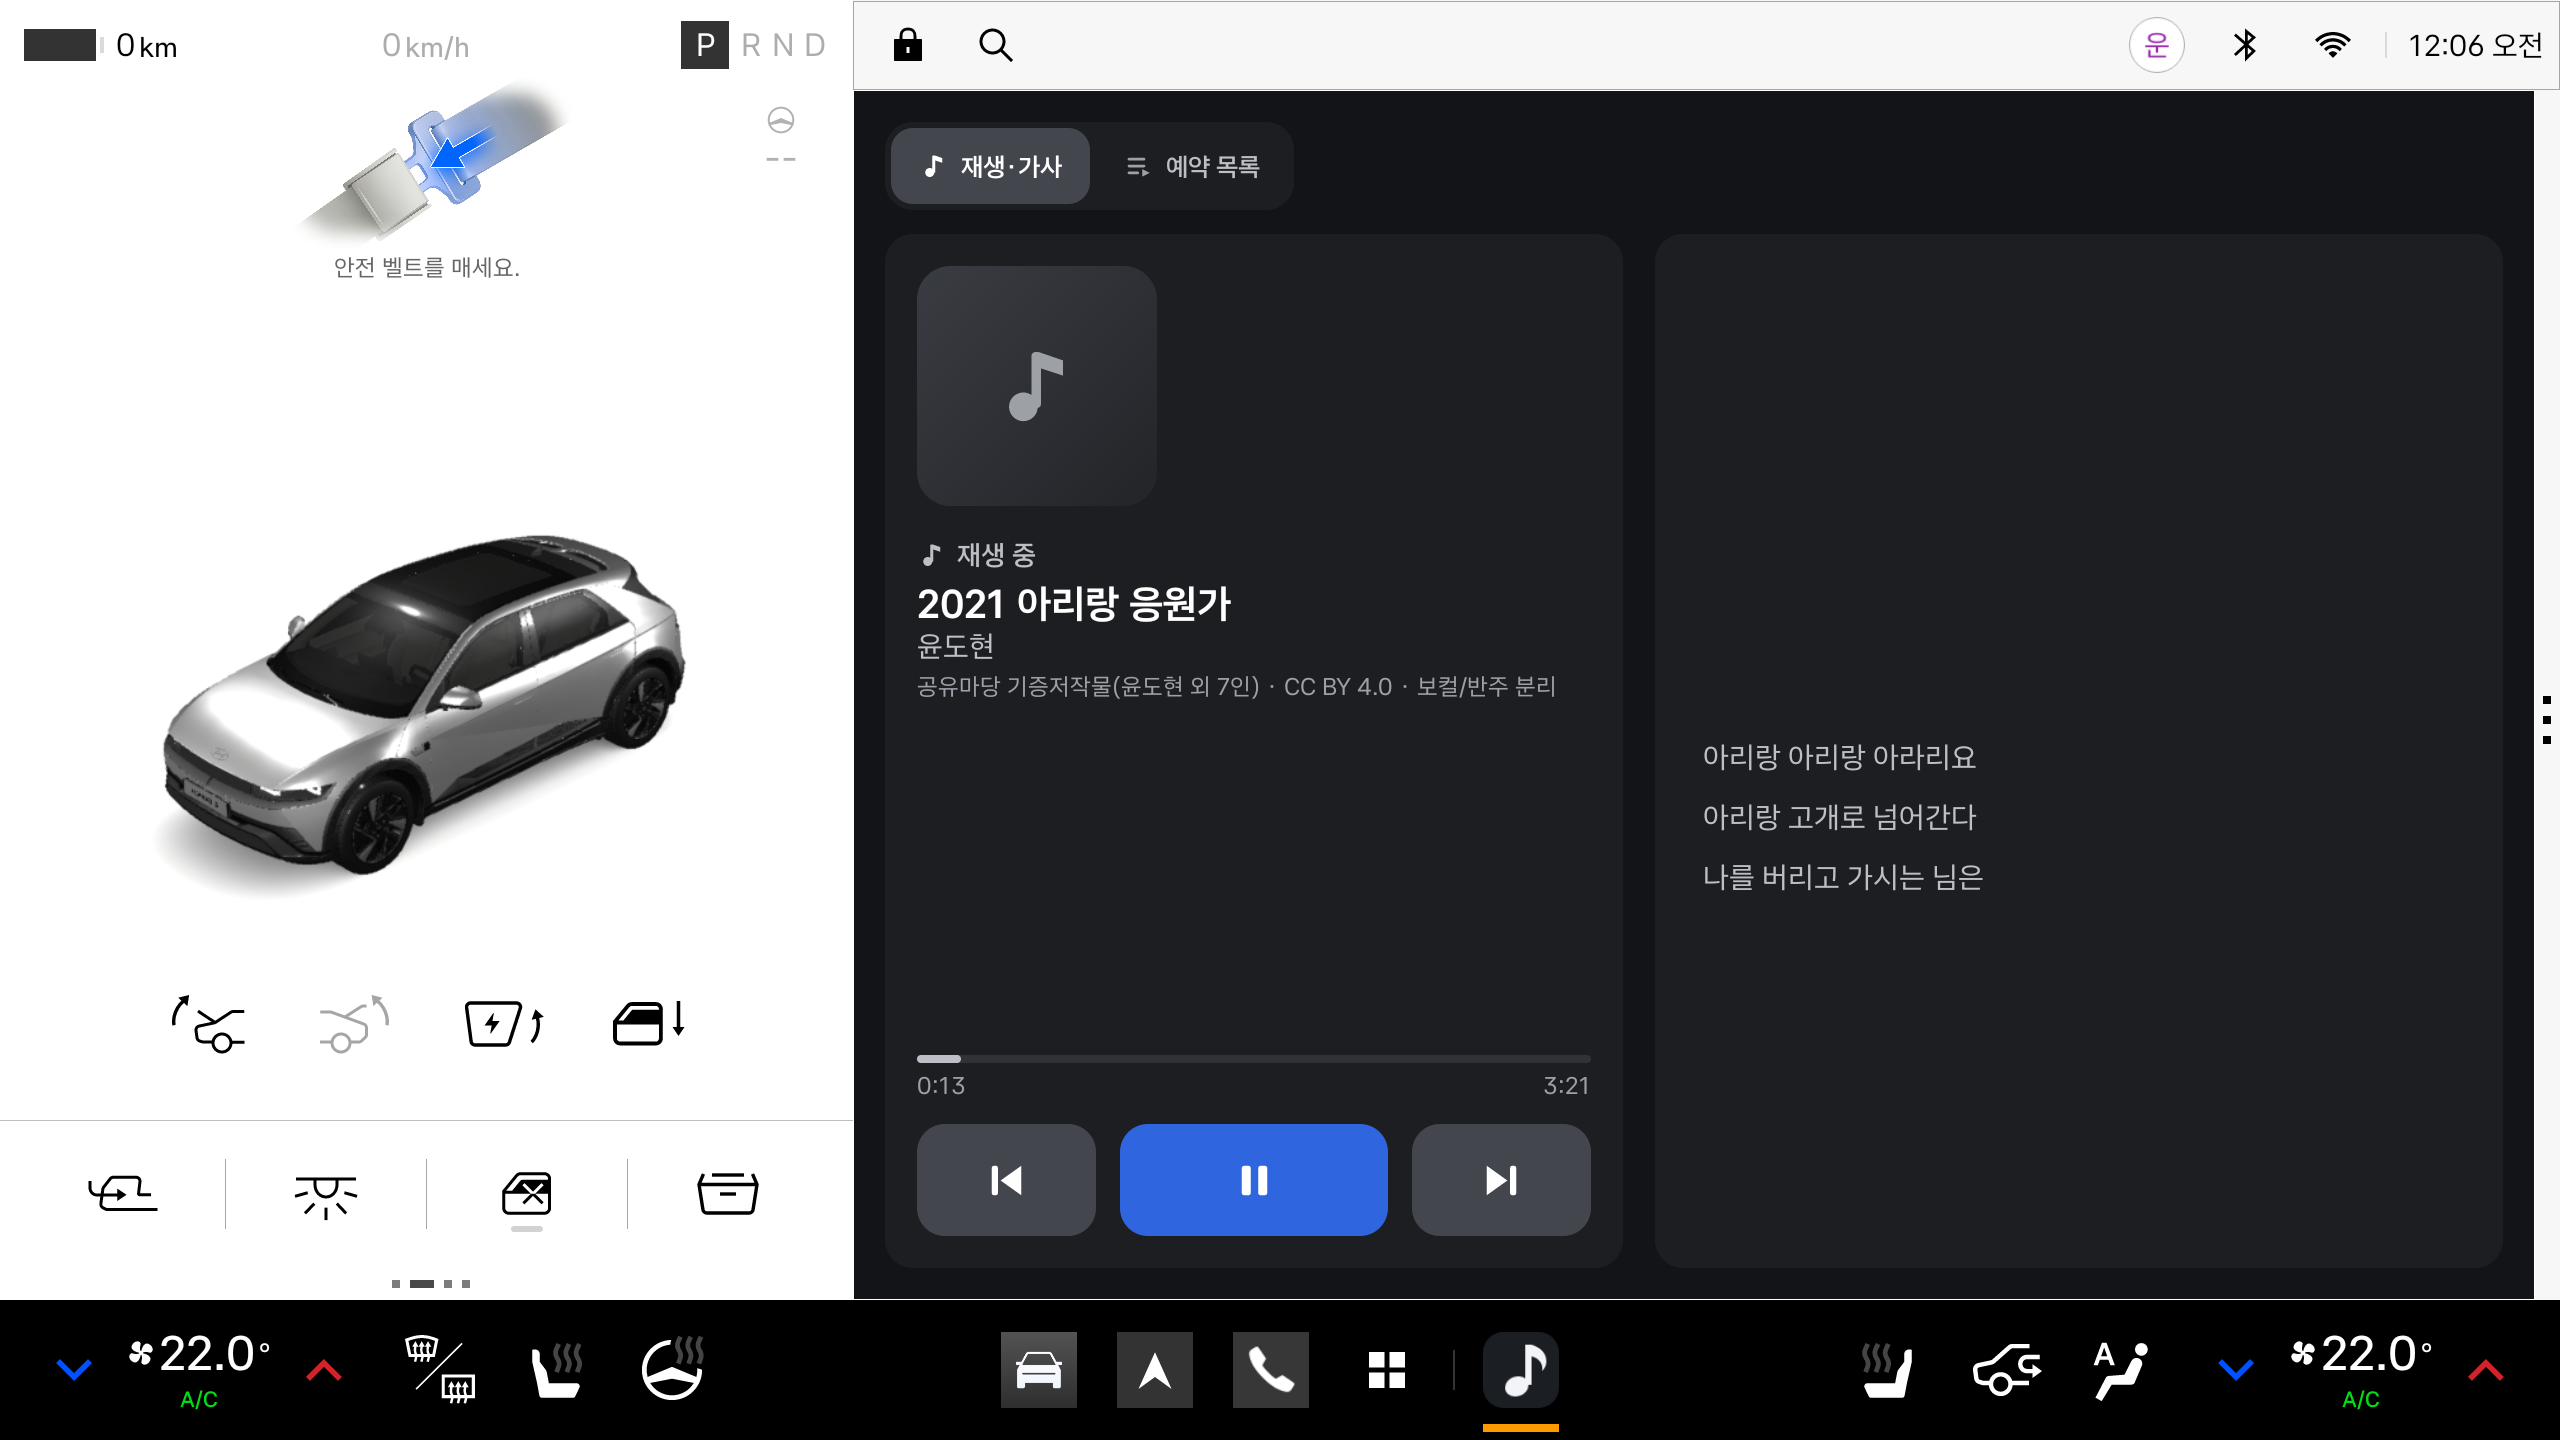 0 km
0 km/h
P R N D
12:06 오전
운
안전 벨트를 매세요.
재생·가사
예약 목록
재생 중
2021 아리랑 응원가
윤도현
공유마당 기증저작물(윤도현 외 7인) · CC BY 4.0 · 보컬/반주 분리
아리랑 아리랑 아라리요
아리랑 고개로 넘어간다
나를 버리고 가시는 님은
0:13
3:21
22.0°
A/C
A
22.0°
A/C